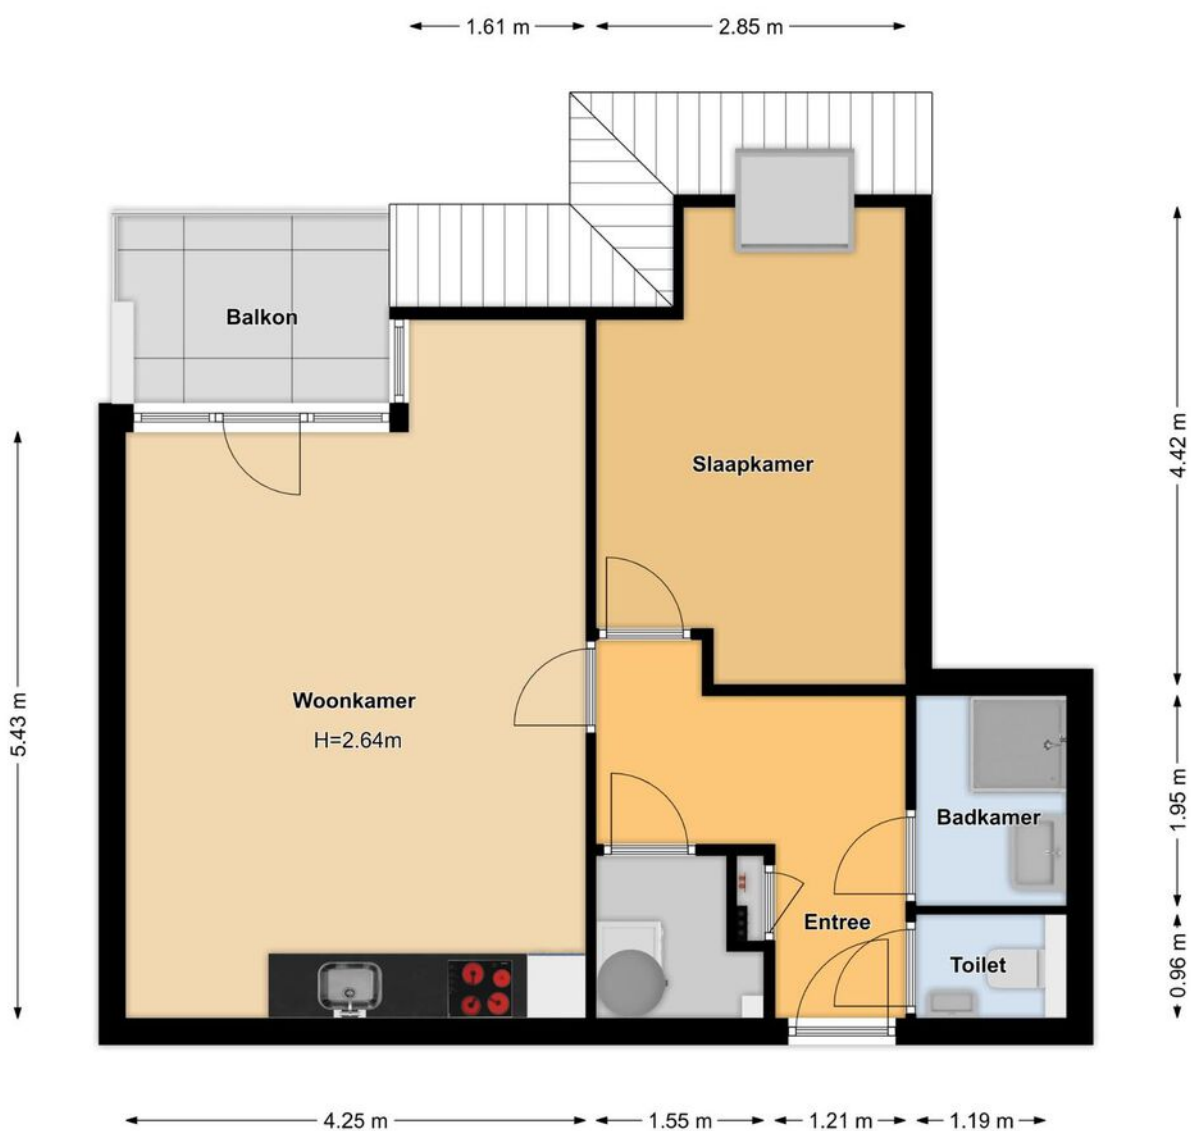 1.61 m
2.85 m
Balkon
4.42 m
Slaapkamer
5.43 m
Woonkamer
H=2.64m
1.95 m
Badkamer
Entree
Toilet
0.96 m
4.25 m
1.55 m
1.21 m
1.19 m